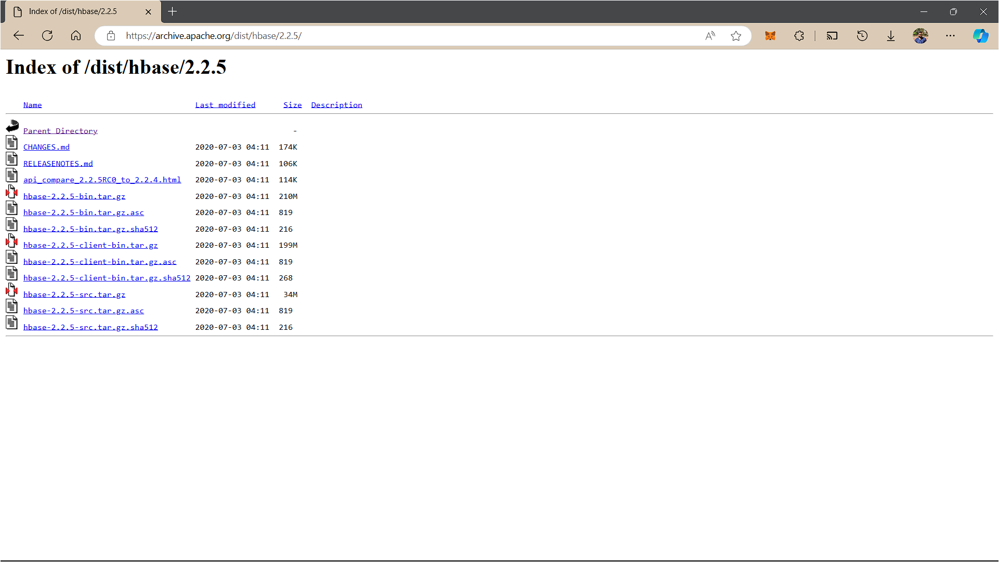 Index of /dist/hbase/2.2.5
https://archive.apache.org/dist/hbase/2.2.5/
Index of /dist/hbase/2.2.5
Name Last modified Size Description
Parent Directory -
CHANGES.md 2020-07-03 04:11 174K
RELEASENOTES.md 2020-07-03 04:11 106K
api_compare_2.2.5RC0_to_2.2.4.html 2020-07-03 04:11 114K
hbase-2.2.5-bin.tar.gz 2020-07-03 04:11 210M
hbase-2.2.5-bin.tar.gz.asc 2020-07-03 04:11 819
hbase-2.2.5-bin.tar.gz.sha512 2020-07-03 04:11 216
hbase-2.2.5-client-bin.tar.gz 2020-07-03 04:11 199M
hbase-2.2.5-client-bin.tar.gz.asc 2020-07-03 04:11 819
hbase-2.2.5-client-bin.tar.gz.sha512 2020-07-03 04:11 268
hbase-2.2.5-src.tar.gz 2020-07-03 04:11 34M
hbase-2.2.5-src.tar.gz.asc 2020-07-03 04:11 819
hbase-2.2.5-src.tar.gz.sha512 2020-07-03 04:11 216